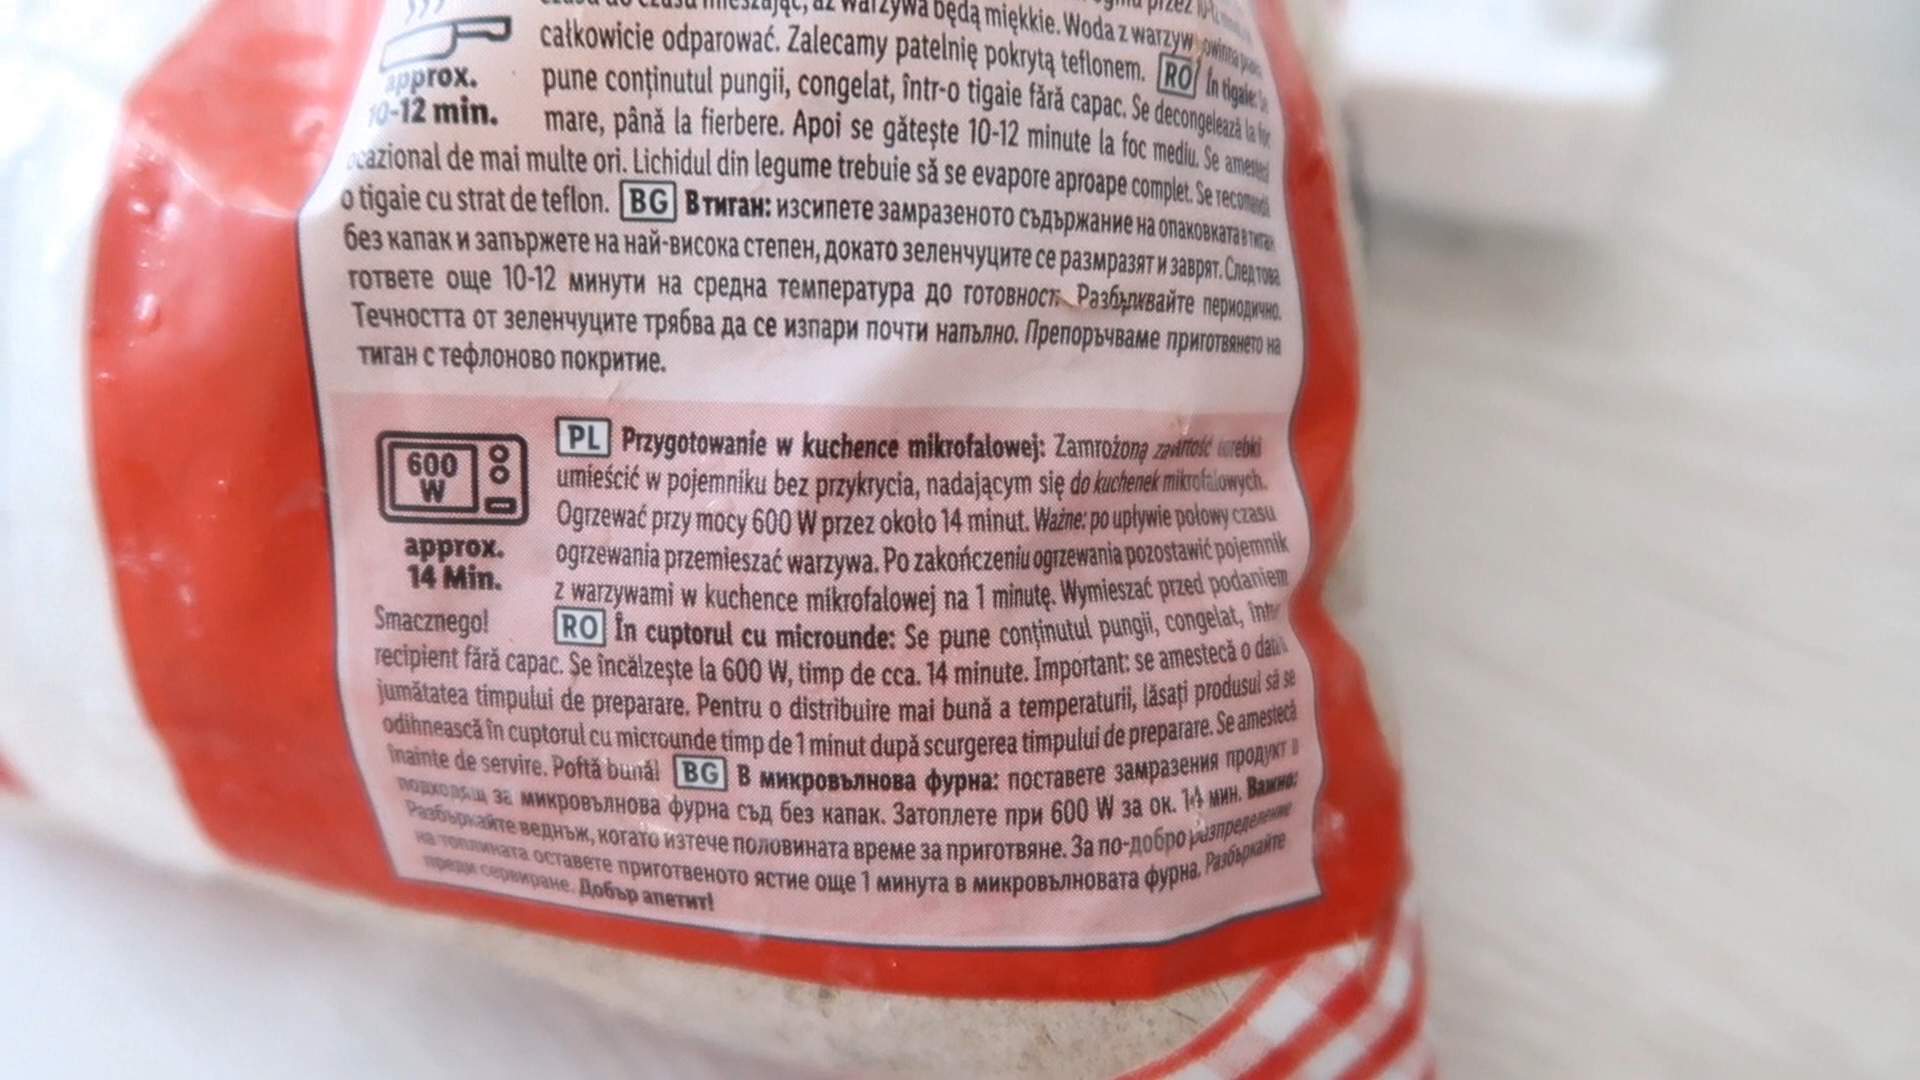 czasu do czasu mieszając, aż warzywa będą miękkie. Woda z warzyw powinna
całkowicie odparować. Zalecamy patelnię pokrytą teflonem. RO În tigaie: Se
approx.
10-12 min.
pune conținutul pungii, congelat, într-o tigaie fără capac. Se decongelează la foc
mare, până la fierbere. Apoi se gătește 10-12 minute la foc mediu. Se amestecă
ocazional de mai multe ori. Lichidul din legume trebuie să se evapore aproape complet. Se recomandă
o tigaie cu strat de teflon. BG В тиган: изсипете замразеното съдържание на опаковката в тиган
без капак и запържете на най-висока степен, докато зеленчуците се размразят и заврят. След това
гответе още 10-12 минути на средна температура до готовност. Разбърквайте периодично.
Течността от зеленчуците трябва да се изпари почти напълно. Препоръчваме приготвянето на
тиган с тефлоново покритие.
600
W
approx.
14 Min.
PL Przygotowanie w kuchence mikrofalowej: Zamrożoną zawartość torebki
umieścić w pojemniku bez przykrycia, nadającym się do kuchenek mikrofalowych.
Ogrzewać przy mocy 600 W przez około 14 minut. Ważne: po upływie połowy czasu
ogrzewania przemieszać warzywa. Po zakończeniu ogrzewania pozostawić pojemnik
z warzywami w kuchence mikrofalowej na 1 minutę. Wymieszać przed podaniem
Smacznego! RO În cuptorul cu microunde: Se pune conținutul pungii, congelat, într
recipient fără capac. Se încălzește la 600 W, timp de cca. 14 minute. Important: se amestecă o dată
jumătatea timpului de preparare. Pentru o distribuire mai bună a temperaturii, lăsați produsul să se
odihnească în cuptorul cu microunde timp de 1 minut după scurgerea timpului de preparare. Se amestecă
înainte de servire. Poftă bună! BG В микровълнова фурна: поставете замразения продукт в
подходящ за микровълнова фурна съд без капак. Затоплете при 600 W за ок. 14 мин. Важно:
Разбъркайте веднъж, когато изтече половината време за приготвяне. За по-добро разпределение
на топлината оставете приготвеното ястие още 1 минута в микровълновата фурна. Разбъркайте
преди сервиране. Добър апетит!